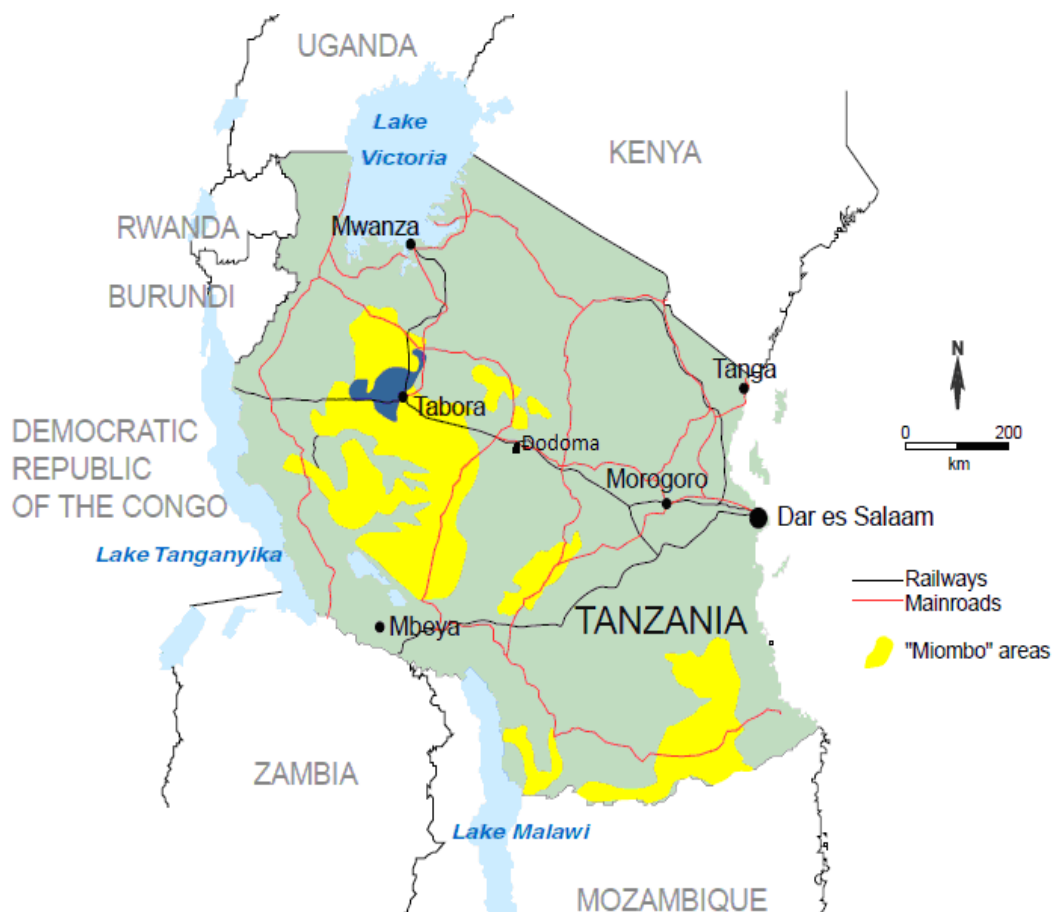 UGANDA
Lake
Victoria
KENYA
RWANDA
Mwanza
BURUNDI
N
Tanga
Tabora
0 200
km
DEMOCRATIC
REPUBLIC
OF THE CONGO
Dodoma
Morogoro
Dar es Salaam
Lake Tanganyika
Railways
Mainroads
TANZANIA
Mbeya
"Miombo" areas
ZAMBIA
Lake Malawi
MOZAMBIQUE